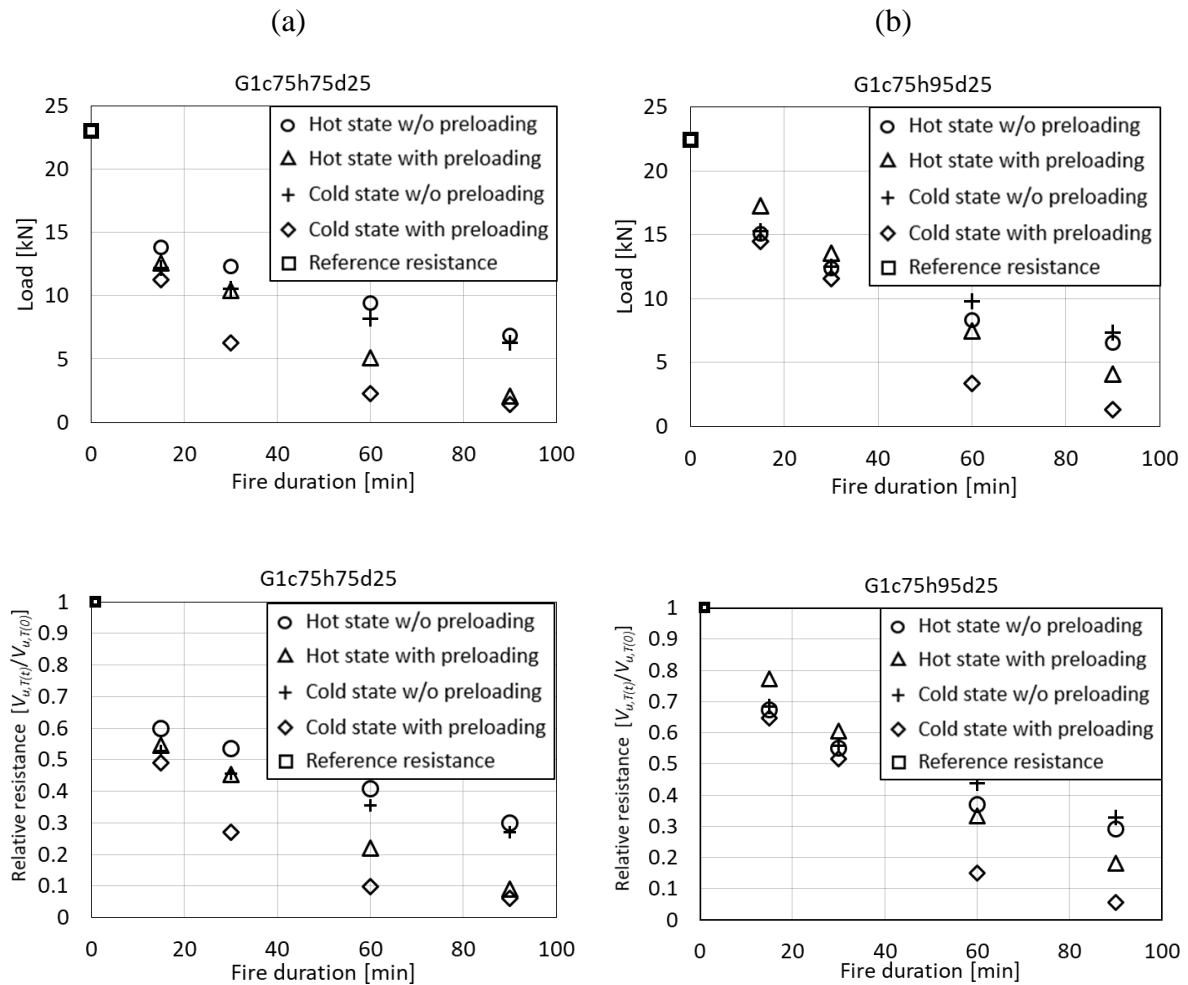 (a)
(b)
G1c75h75d25
25
20
15
10
5
0
Load [kN]
Hot state w/o preloading
Hot state with preloading
Cold state w/o preloading
Cold state with preloading
Reference resistance
0 20 40 60 80 100
Fire duration [min]
G1c75h95d25
25
20
15
10
5
0
Load [kN]
Hot state w/o preloading
Hot state with preloading
Cold state w/o preloading
Cold state with preloading
Reference resistance
0 20 40 60 80 100
Fire duration [min]
G1c75h75d25
1
0.9
0.8
0.7
0.6
0.5
0.4
0.3
0.2
0.1
0
Relative resistance [Vu,T(t)/Vu,T(0)]
Hot state w/o preloading
Hot state with preloading
Cold state w/o preloading
Cold state with preloading
Reference resistance
0 20 40 60 80 100
Fire duration [min]
G1c75h95d25
1
0.9
0.8
0.7
0.6
0.5
0.4
0.3
0.2
0.1
0
Relative resistance [Vu,T(t)/Vu,T(0)]
Hot state w/o preloading
Hot state with preloading
Cold state w/o preloading
Cold state with preloading
Reference resistance
0 20 40 60 80 100
Fire duration [min]